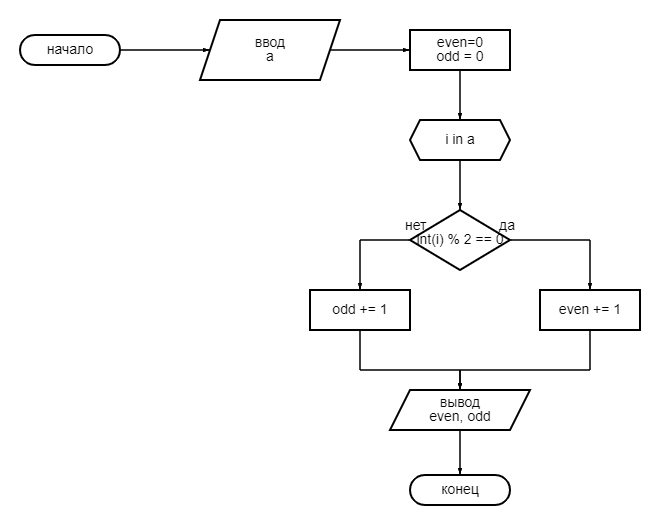 начало
ввод
a
even=0
odd = 0
i in a
нет
да
int(i) % 2 == 0
odd += 1
even += 1
вывод
even, odd
конец